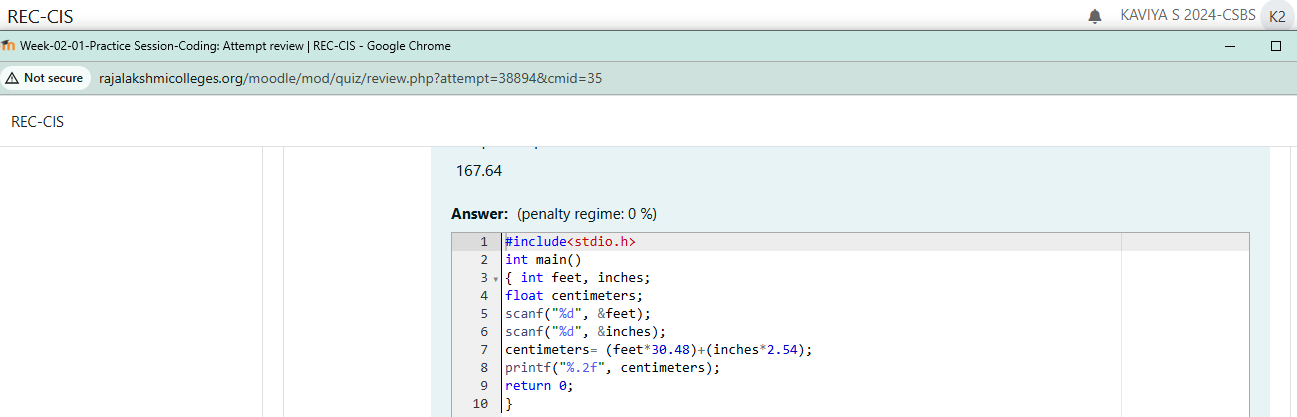 REC-CIS
KAVIYA S 2024-CSBS K2
Week-02-01-Practice Session-Coding: Attempt review | REC-CIS - Google Chrome
Not secure rajalakshmicolleges.org/moodle/mod/quiz/review.php?attempt=38894&cmid=35
REC-CIS
167.64
Answer: (penalty regime: 0 %)
1 #include<stdio.h>
2 int main()
3 { int feet, inches;
4 float centimeters;
5 scanf("%d", &feet);
6 scanf("%d", &inches);
7 centimeters= (feet*30.48)+(inches*2.54);
8 printf("%.2f", centimeters);
9 return 0;
10 }